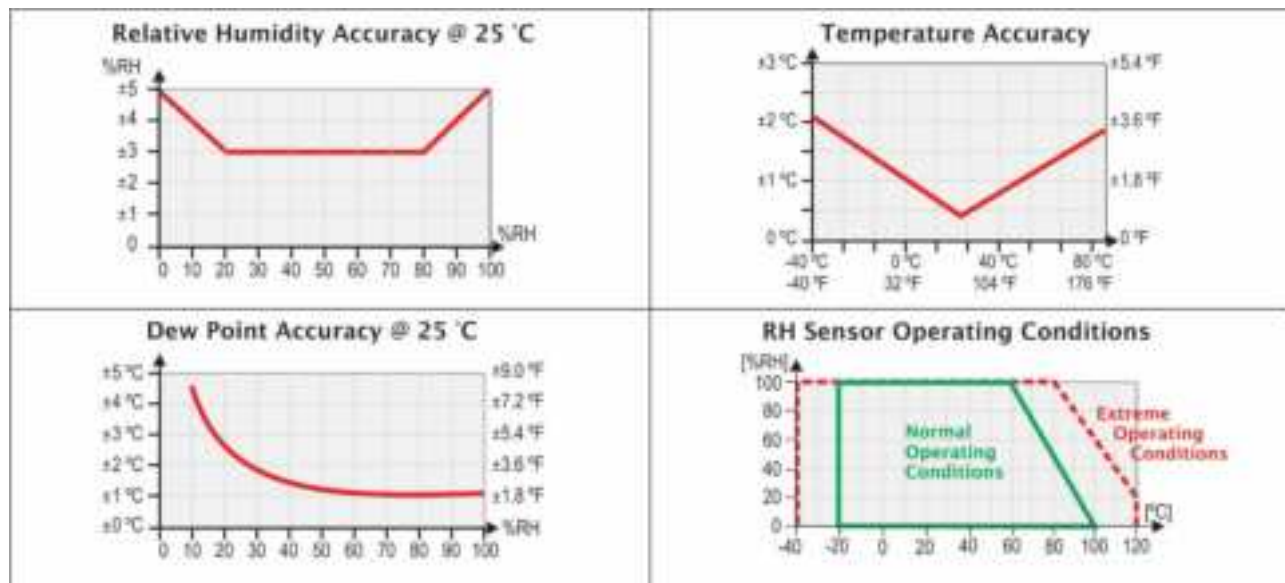 Relative Humidity Accuracy @ 25 °C
%RH
±5
±4
±3
±2
±1
0
%RH
0 10 20 30 40 50 60 70 80 90 100
Temperature Accuracy
±3 °C ±5.4 °F
±2 °C ±3.6 °F
±1 °C ±1.8 °F
0 °C 0 °F
-40 °C 0 °C 40 °C 80 °C
-40 °F 32 °F 104 °F 176 °F
Dew Point Accuracy @ 25 °C
±5 °C ±9.0 °F
±4 °C ±7.2 °F
±3 °C ±5.4 °F
±2 °C ±3.6 °F
±1 °C ±1.8 °F
±0 °C %RH
0 10 20 30 40 50 60 70 80 90 100
RH Sensor Operating Conditions
[%RH]
100
80
60
40
20
0
Normal
Operating
Conditions
Extreme
Operating
Conditions
[°C]
-40 -20 0 20 40 60 80 100 120